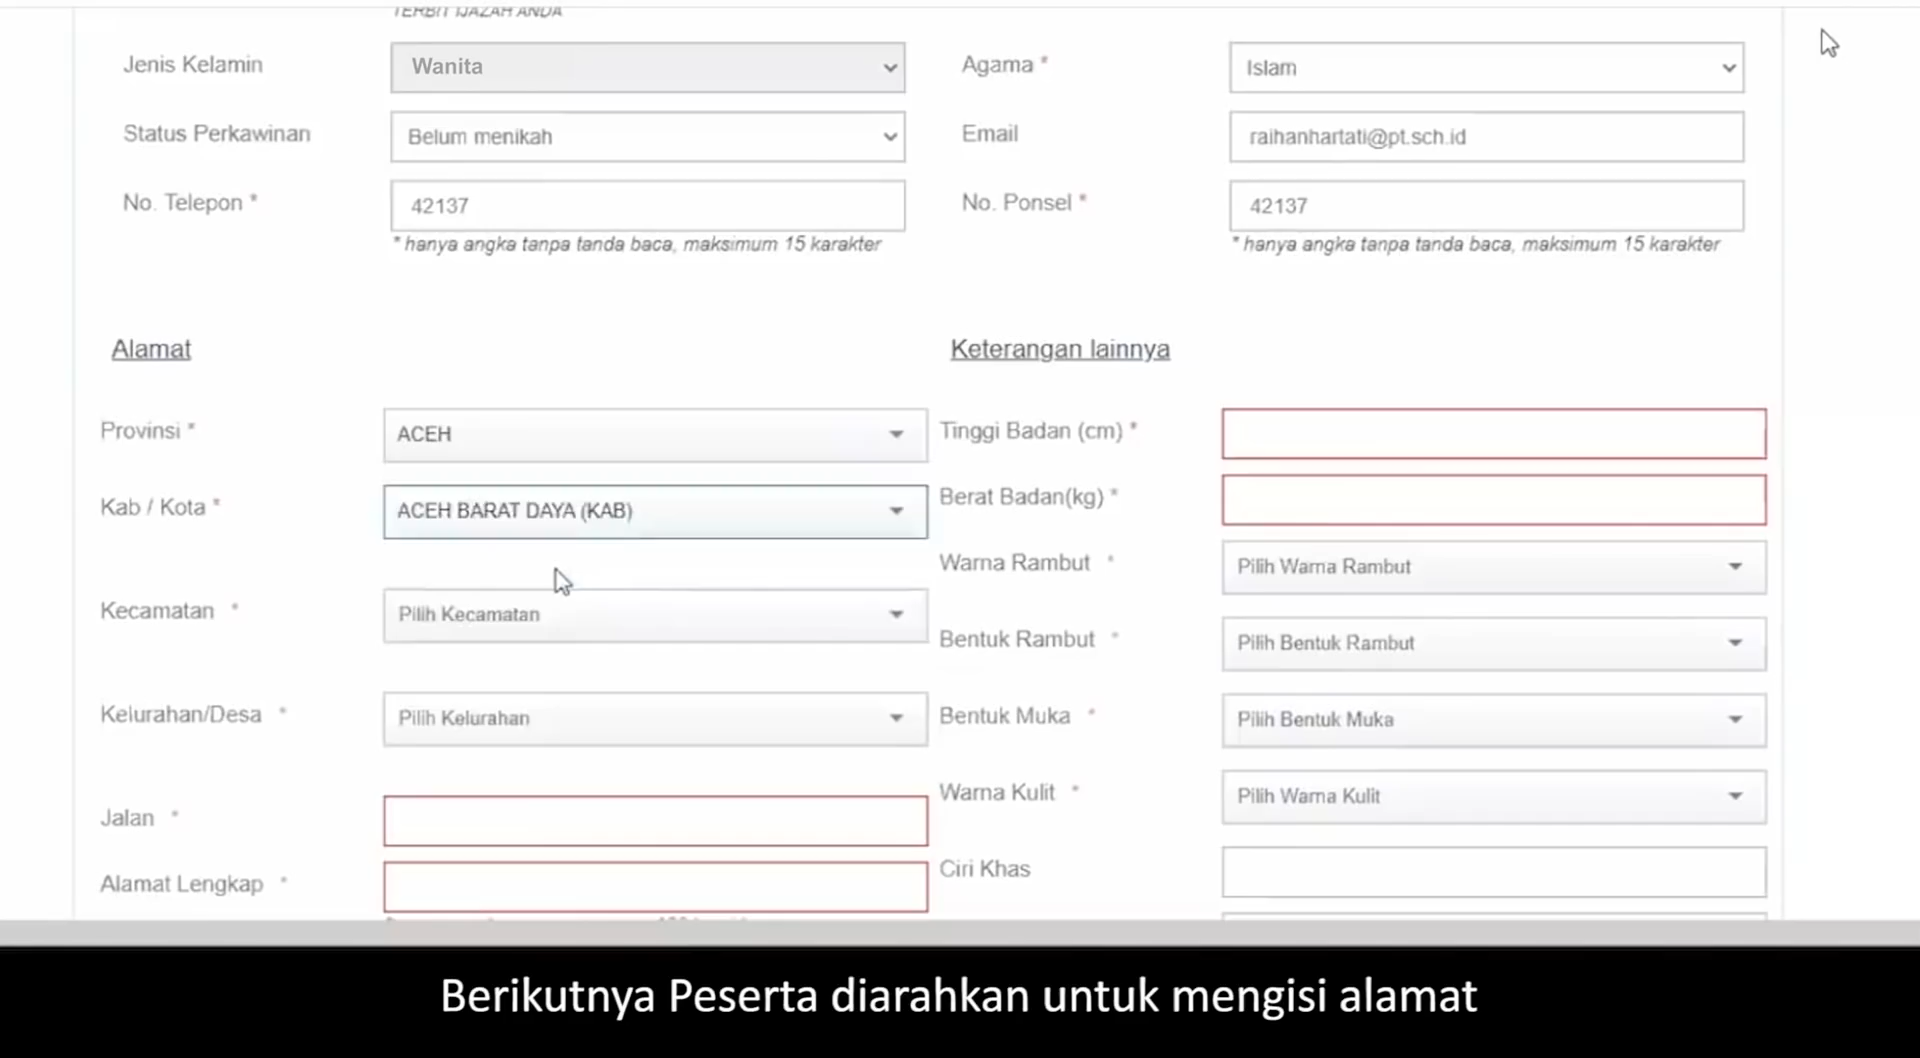 TERBIT IJAZAH ANDA
Jenis Kelamin
Wanita
Agama *
Islam
Status Perkawinan
Belum menikah
Email
raihanhartati@pt.sch.id
No. Telepon *
42137
No. Ponsel *
42137
* hanya angka tanpa tanda baca, maksimum 15 karakter
* hanya angka tanpa tanda baca, maksimum 15 karakter
Alamat
Keterangan lainnya
Provinsi *
ACEH
Kab / Kota *
ACEH BARAT DAYA (KAB)
Kecamatan *
Pilih Kecamatan
Kelurahan/Desa *
Pilih Kelurahan
Jalan *
Alamat Lengkap *
Tinggi Badan (cm) *
Berat Badan(kg) *
Warna Rambut *
Pilih Warna Rambut
Bentuk Rambut *
Pilih Bentuk Rambut
Bentuk Muka *
Pilih Bentuk Muka
Warna Kulit *
Pilih Warna Kulit
Ciri Khas
Berikutnya Peserta diarahkan untuk mengisi alamat